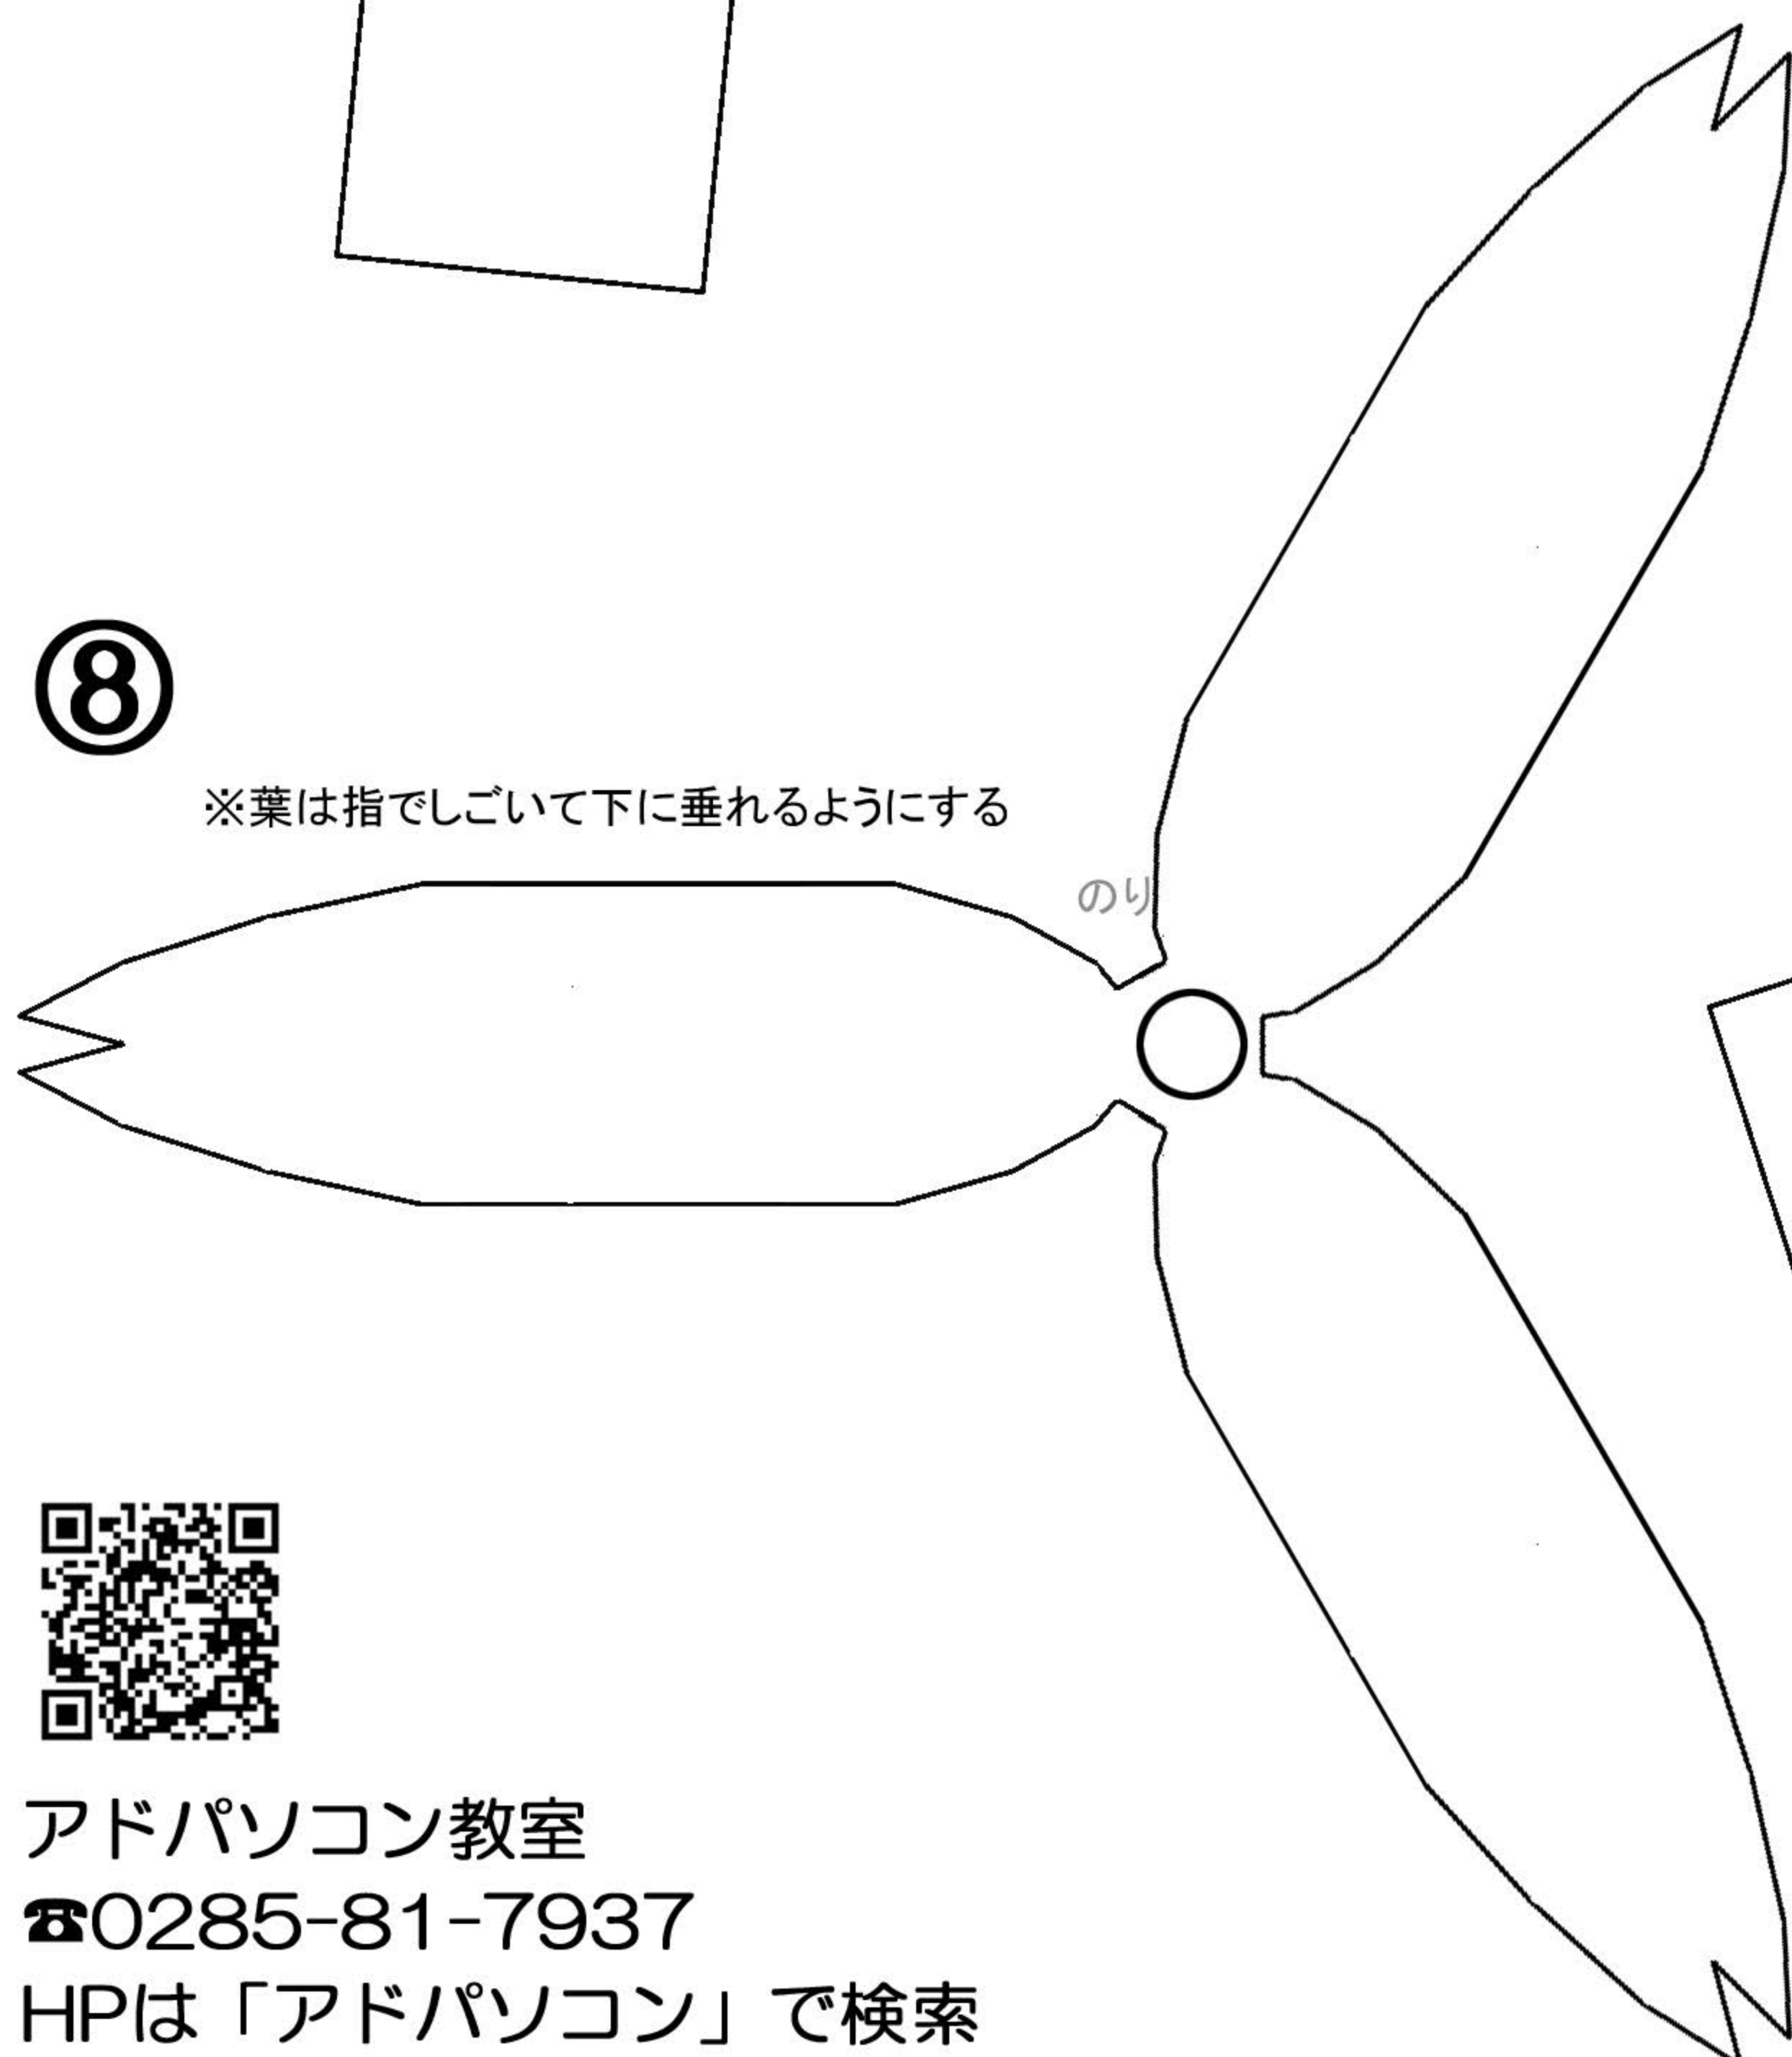 ⑧
※葉は指でしごいて下に垂れるようにする
のり
アドパソコン教室
☎0285-81-7937
HPは「アドパソコン」で検索